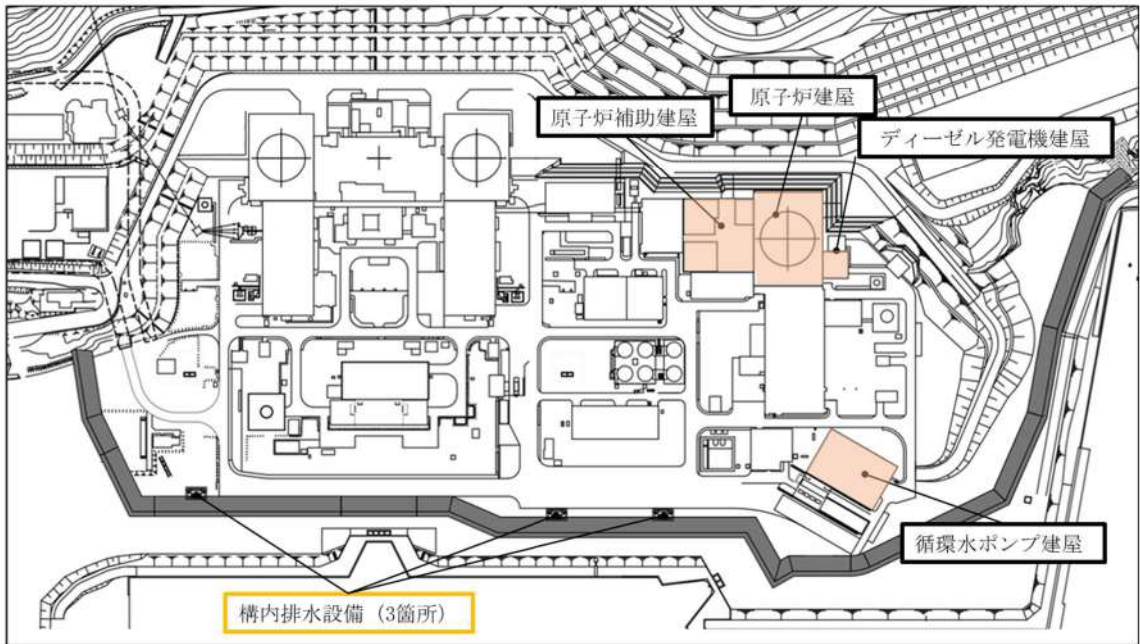 原子炉建屋
原子炉補助建屋
ディーゼル発電機建屋
循環水ポンプ建屋
構内排水設備（3箇所）